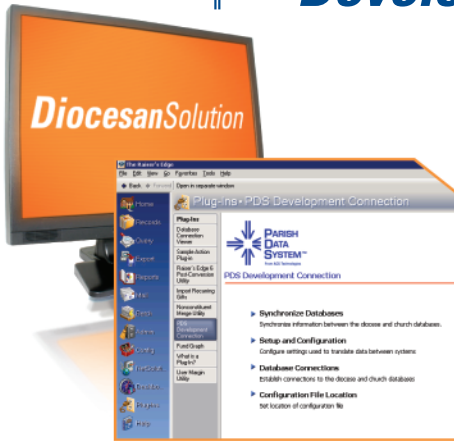 Develo
DiocesanSolution
The Raiser's Edge
File Edit View Go Favorites Tools Help
Back Forward Open in separate window
Plug-Ins • PDS Development Connection
Home
Records
Query
Export
Reports
Mail
Config
Plug-Ins
Help
Plug-Ins
Database
Connection
Viewer
Sample Action
Plug-in
Raiser's Edge 6
Post-Conversion
Utility
Import Recurring
Gifts
Nonconstituent
Merge Utility
PDS
Development
Connection
Fund Graph
What is a
Plug-In?
User Margin
Utility
PARISH
DATA
SYSTEM™
PDS Development Connection
Synchronize Databases
Synchronize information between the diocese and church databases.
Setup and Configuration
Configure settings used to translate data between systems
Database Connections
Establish connections to the diocese and church databases
Configuration File Location
Set location of configuration file